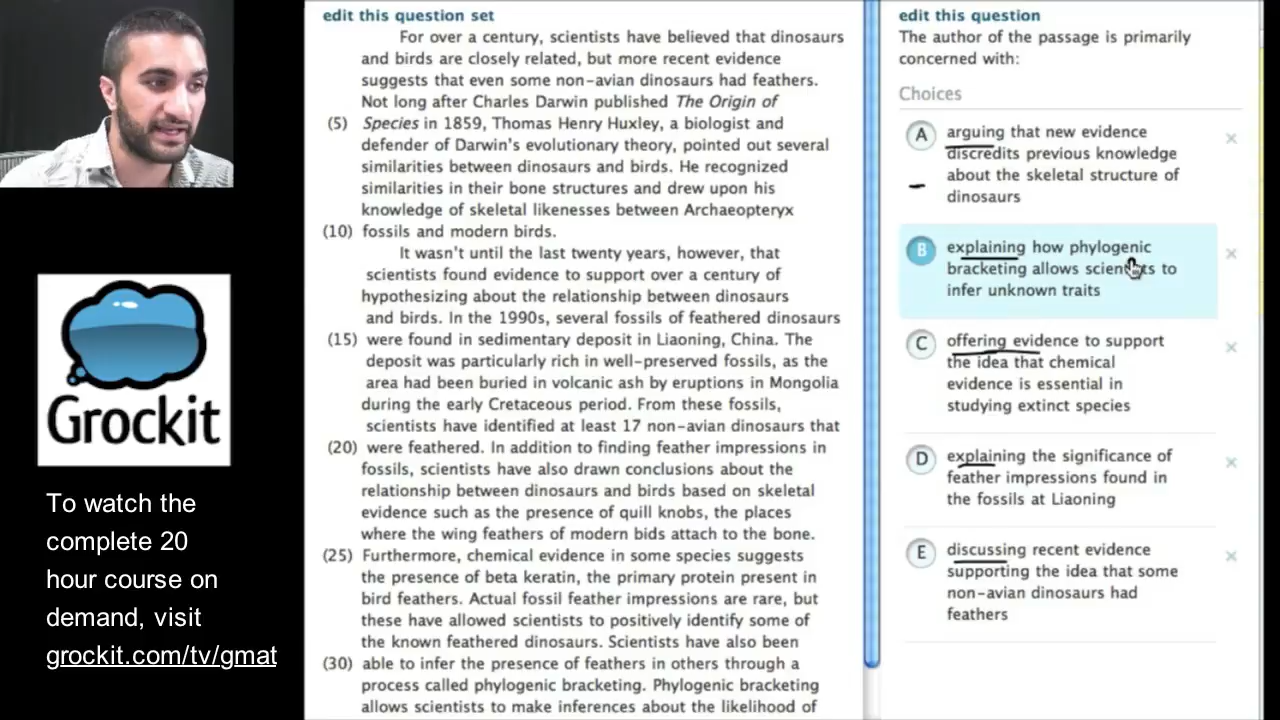 Grockit
To watch the
complete 20
hour course on
demand, visit
grockit.com/tv/gmat
edit this question set
For over a century, scientists have believed that dinosaurs
and birds are closely related, but more recent evidence
suggests that even some non-avian dinosaurs had feathers.
Not long after Charles Darwin published The Origin of
(5) Species in 1859, Thomas Henry Huxley, a biologist and
defender of Darwin's evolutionary theory, pointed out several
similarities between dinosaurs and birds. He recognized
similarities in their bone structures and drew upon his
knowledge of skeletal likenesses between Archaeopteryx
(10) fossils and modern birds.
It wasn't until the last twenty years, however, that
scientists found evidence to support over a century of
hypothesizing about the relationship between dinosaurs
and birds. In the 1990s, several fossils of feathered dinosaurs
(15) were found in sedimentary deposit in Liaoning, China. The
deposit was particularly rich in well-preserved fossils, as the
area had been buried in volcanic ash by eruptions in Mongolia
during the early Cretaceous period. From these fossils,
scientists have identified at least 17 non-avian dinosaurs that
(20) were feathered. In addition to finding feather impressions in
fossils, scientists have also drawn conclusions about the
relationship between dinosaurs and birds based on skeletal
evidence such as the presence of quill knobs, the places
where the wing feathers of modern bids attach to the bone.
(25) Furthermore, chemical evidence in some species suggests
the presence of beta keratin, the primary protein present in
bird feathers. Actual fossil feather impressions are rare, but
these have allowed scientists to positively identify some of
the known feathered dinosaurs. Scientists have also been
(30) able to infer the presence of feathers in others through a
process called phylogenic bracketing. Phylogenic bracketing
allows scientists to make inferences about the likelihood of
edit this question
The author of the passage is primarily
concerned with:
Choices
A arguing that new evidence
discredits previous knowledge
about the skeletal structure of
dinosaurs
B explaining how phylogenic
bracketing allows scientists to
infer unknown traits
C offering evidence to support
the idea that chemical
evidence is essential in
studying extinct species
D explaining the significance of
feather impressions found in
the fossils at Liaoning
E discussing recent evidence
supporting the idea that some
non-avian dinosaurs had
feathers